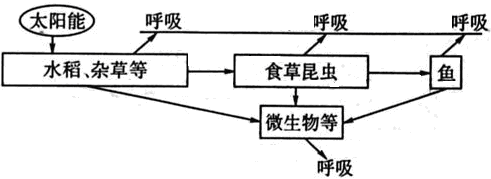 太阳能
呼吸 呼吸 呼吸
水稻、杂草等 食草昆虫 鱼
微生物等
呼吸